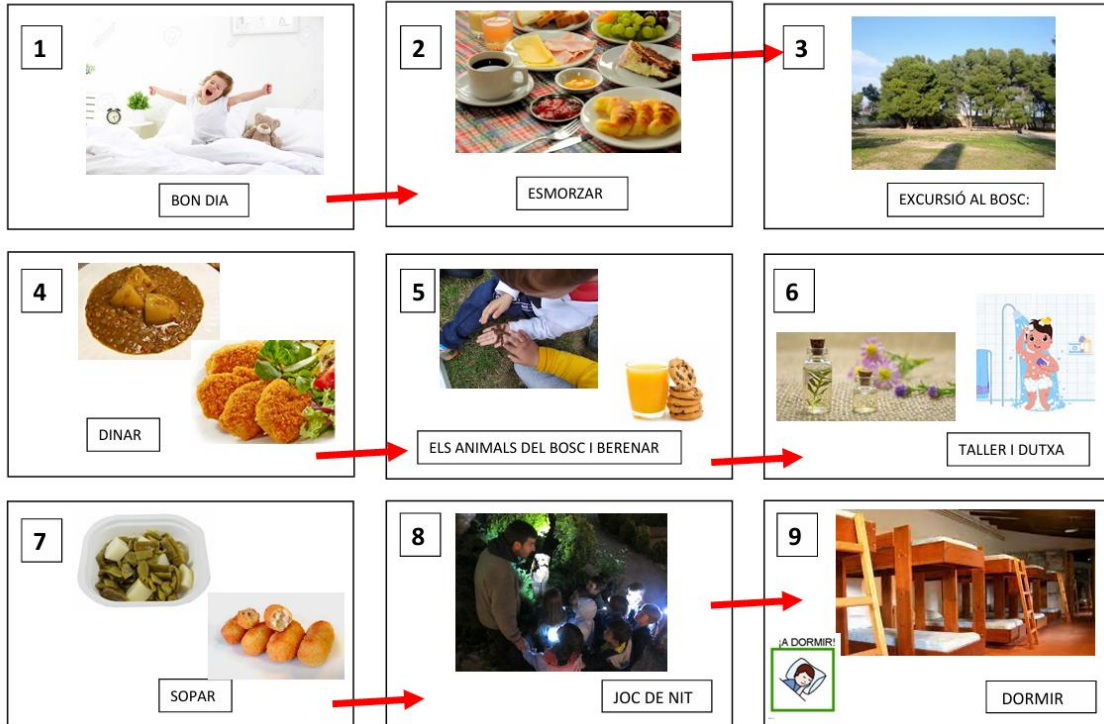 1
BON DIA
2
ESMORZAR
3
EXCURSIÓ AL BOSC:
4
DINAR
5
ELS ANIMALS DEL BOSC I BERENAR
6
TALLER I DUTXA
7
SOPAR
8
JOC DE NIT
9
¡A DORMIR!
DORMIR